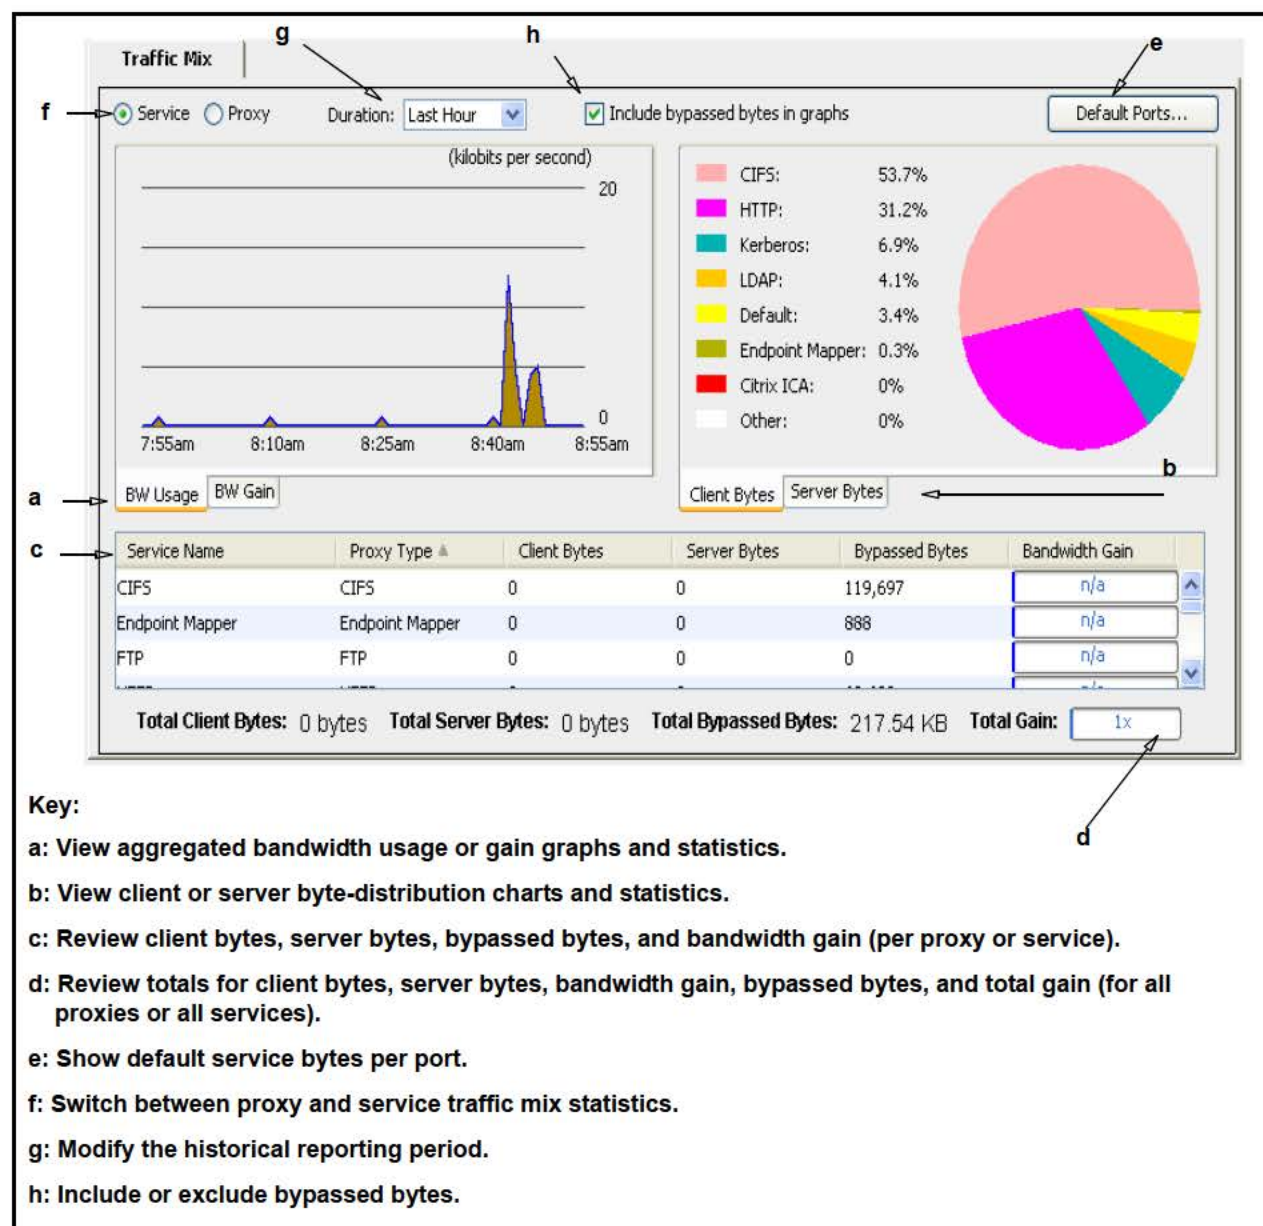 g
h
e
Traffic Mix
f
Service Proxy Duration: Last Hour Include bypassed bytes in graphs Default Ports...
(kilobits per second)
20
0
7:55am 8:10am 8:25am 8:40am 8:55am
CIFS: 53.7%
HTTP: 31.2%
Kerberos: 6.9%
LDAP: 4.1%
Default: 3.4%
Endpoint Mapper: 0.3%
Citrix ICA: 0%
Other: 0%
b
a
BW Usage BW Gain
Client Bytes Server Bytes
c
Service Name Proxy Type Client Bytes Server Bytes Bypassed Bytes Bandwidth Gain
CIFS CIFS 0 0 119,697 n/a
Endpoint Mapper Endpoint Mapper 0 0 888 n/a
FTP FTP 0 0 0 n/a
Total Client Bytes: 0 bytes Total Server Bytes: 0 bytes Total Bypassed Bytes: 217.54 KB Total Gain: 1x
d
Key:
a: View aggregated bandwidth usage or gain graphs and statistics.
b: View client or server byte-distribution charts and statistics.
c: Review client bytes, server bytes, bypassed bytes, and bandwidth gain (per proxy or service).
d: Review totals for client bytes, server bytes, bandwidth gain, bypassed bytes, and total gain (for all
proxies or all services).
e: Show default service bytes per port.
f: Switch between proxy and service traffic mix statistics.
g: Modify the historical reporting period.
h: Include or exclude bypassed bytes.